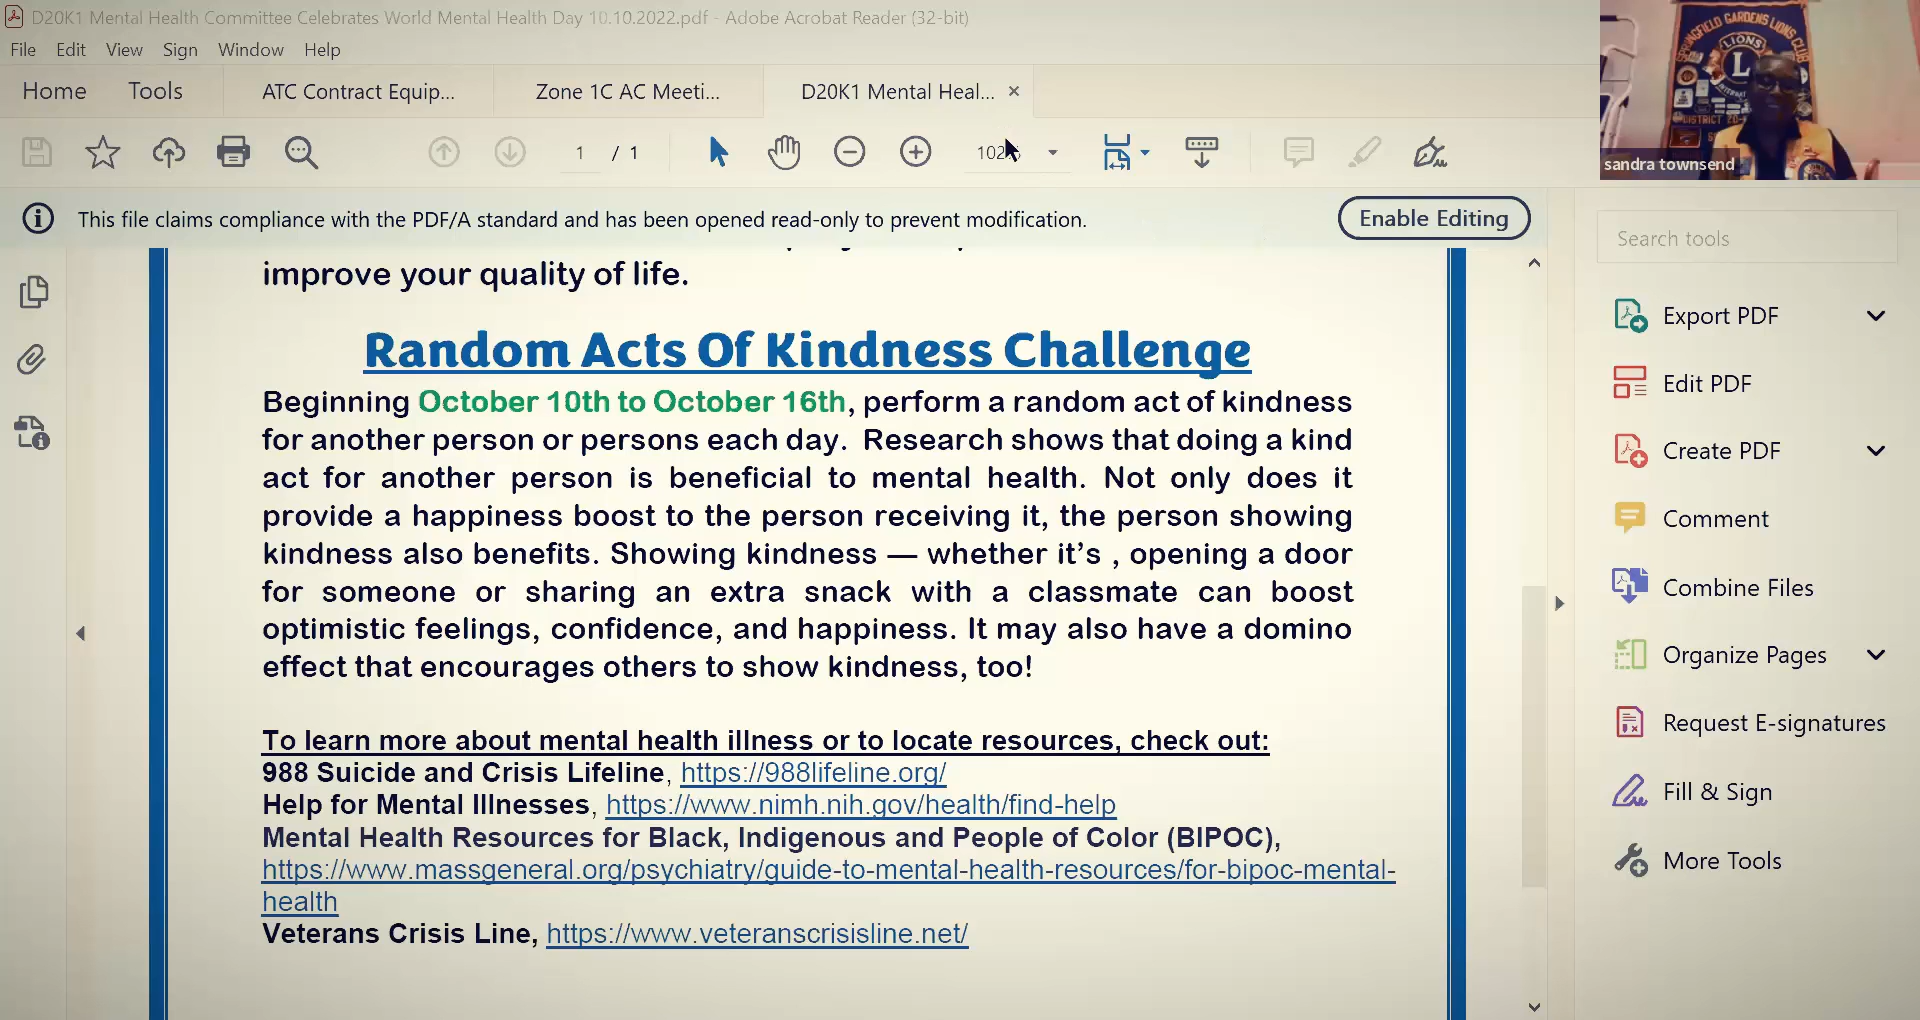 D20K1 Mental Health Committee Celebrates World Mental Health Day 10.10.2022.pdf - Adobe Acrobat Reader (32-bit)
File Edit View Sign Window Help
Home Tools ATC Contract Equip... Zone 1C AC Meeti... D20K1 Mental Heal... ×
1 / 1
This file claims compliance with the PDF/A standard and has been opened read-only to prevent modification.
Enable Editing
improve your quality of life.
Random Acts Of Kindness Challenge
Beginning October 10th to October 16th, perform a random act of kindness
for another person or persons each day. Research shows that doing a kind
act for another person is beneficial to mental health. Not only does it
provide a happiness boost to the person receiving it, the person showing
kindness also benefits. Showing kindness — whether it's , opening a door
for someone or sharing an extra snack with a classmate can boost
optimistic feelings, confidence, and happiness. It may also have a domino
effect that encourages others to show kindness, too!
To learn more about mental health illness or to locate resources, check out:
988 Suicide and Crisis Lifeline, https://988lifeline.org/
Help for Mental Illnesses, https://www.nimh.nih.gov/health/find-help
Mental Health Resources for Black, Indigenous and People of Color (BIPOC),
https://www.massgeneral.org/psychiatry/guide-to-mental-health-resources/for-bipoc-mental-
health
Veterans Crisis Line, https://www.veteranscrisisline.net/
Search tools
Export PDF
Edit PDF
Create PDF
Comment
Combine Files
Organize Pages
Request E-signatures
Fill & Sign
More Tools
SPRINGFIELD GARDENS LIONS CLUB
LIONS
L
DISTRICT
sandra townsend